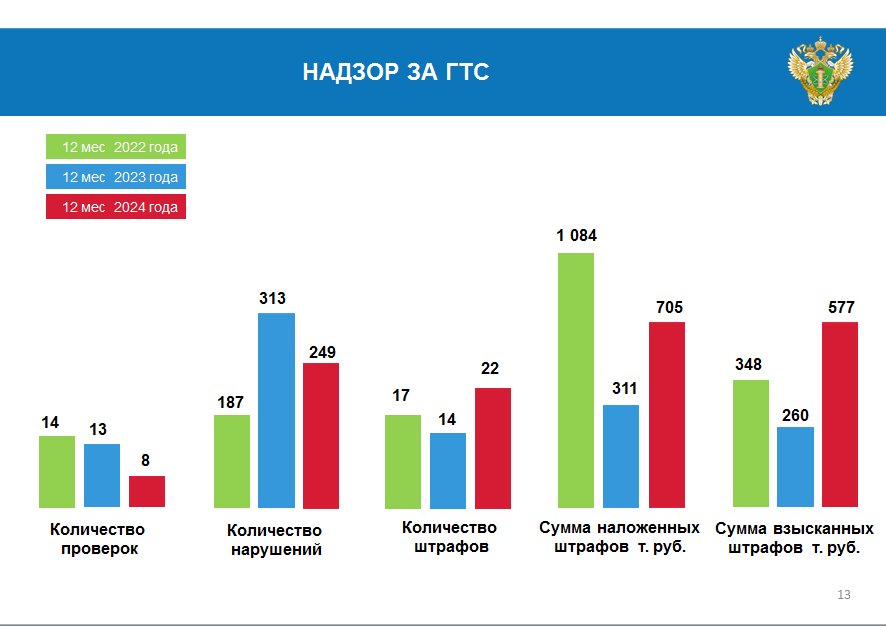 НАДЗОР ЗА ГТС
12 мес 2022 года
12 мес 2023 года
12 мес 2024 года
14
13
8
Количество
проверок
187
313
249
Количество
нарушений
17
14
22
Количество
штрафов
1 084
311
705
Сумма наложенных
штрафов т. руб.
348
260
577
Сумма взысканных
штрафов т. руб.
13